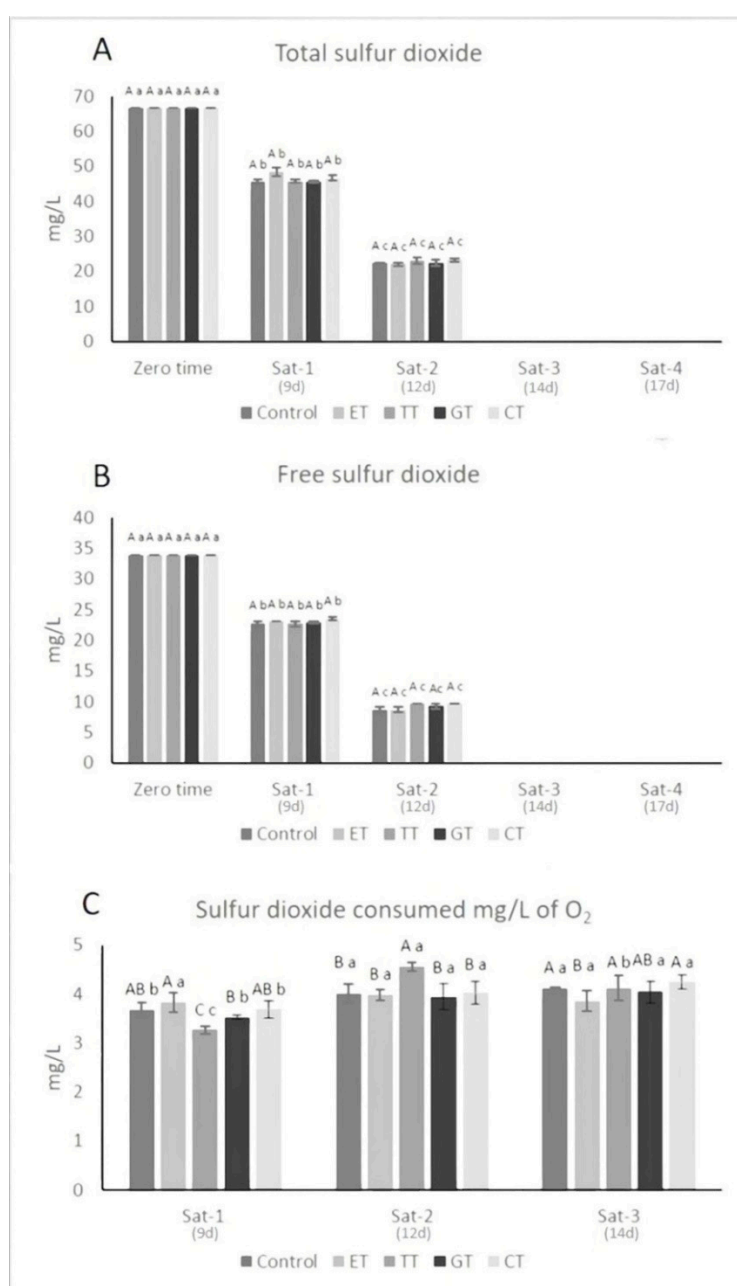 A
Total sulfur dioxide
A a A a A a A a A a
A b A b A b A b A b
A c A c A c A c A c
70
60
50
40
30
20
10
0
mg/L
Zero time Sat-1 Sat-2 Sat-3 Sat-4
(9d) (12d) (14d) (17d)
Control ET TT GT CT
B
Free sulfur dioxide
40
35
30
25
20
15
10
5
0
mg/L
A a A a A a A a A a
A b A b A b A b A b
A c A c A c Ac A c
Zero time Sat-1 Sat-2 Sat-3 Sat-4
(9d) (12d) (14d) (17d)
Control ET TT GT CT
C
Sulfur dioxide consumed mg/L of O₂
5
4
3
2
1
0
mg/L
AB b A a C c B b AB b
B a B a A a B a B a
A a B a A b AB a A a
Sat-1 Sat-2 Sat-3
(9d) (12d) (14d)
Control ET TT GT CT